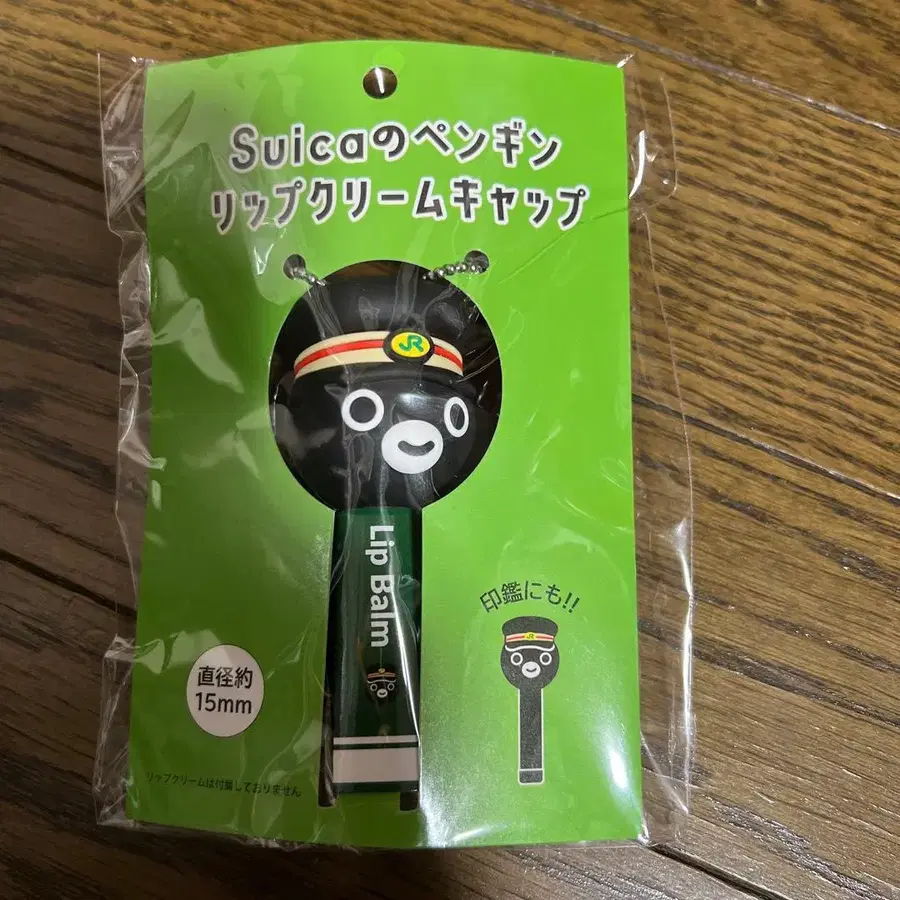 Suicaのペンギン
リップクリームキャップ
JR
Lip Balm
印鑑にも!!
JR
直径約
15mm
リップクリームは付属しておりません